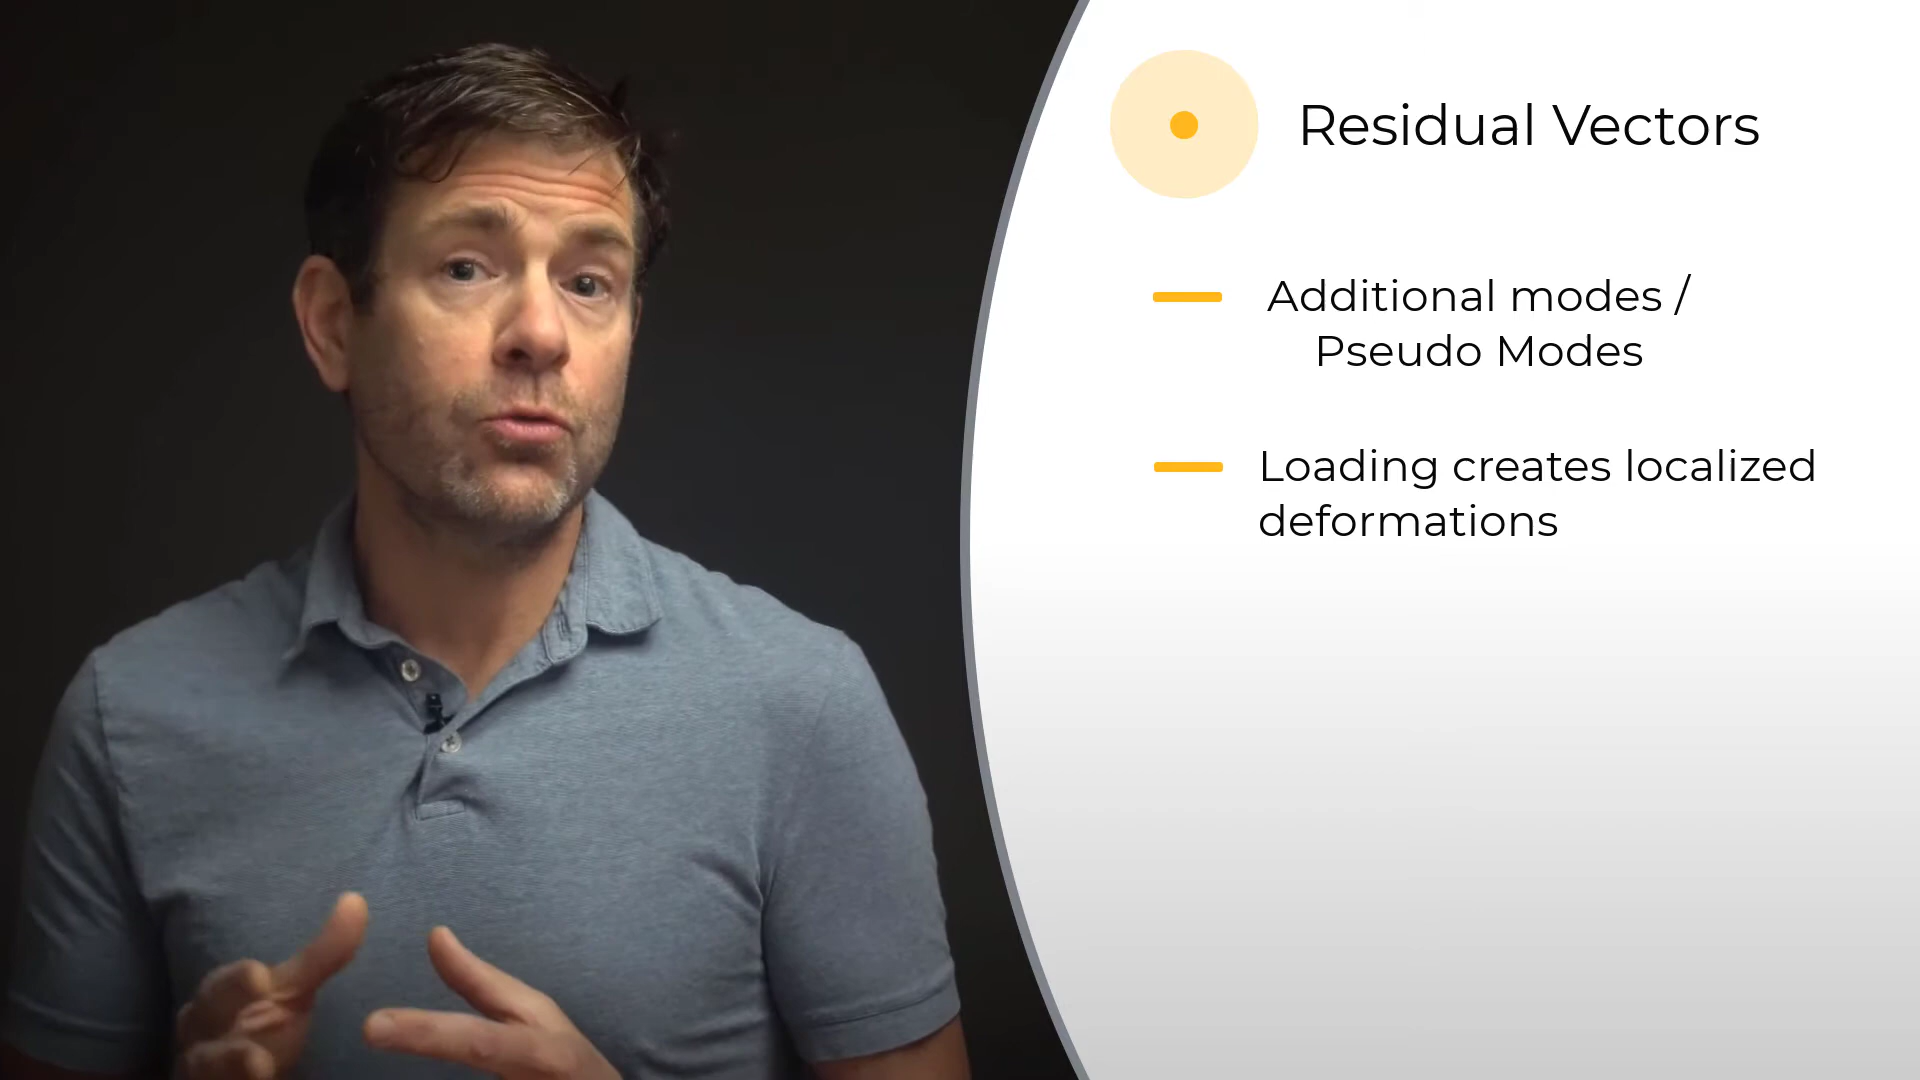 Residual Vectors
Additional modes /
Pseudo Modes
Loading creates localized
deformations